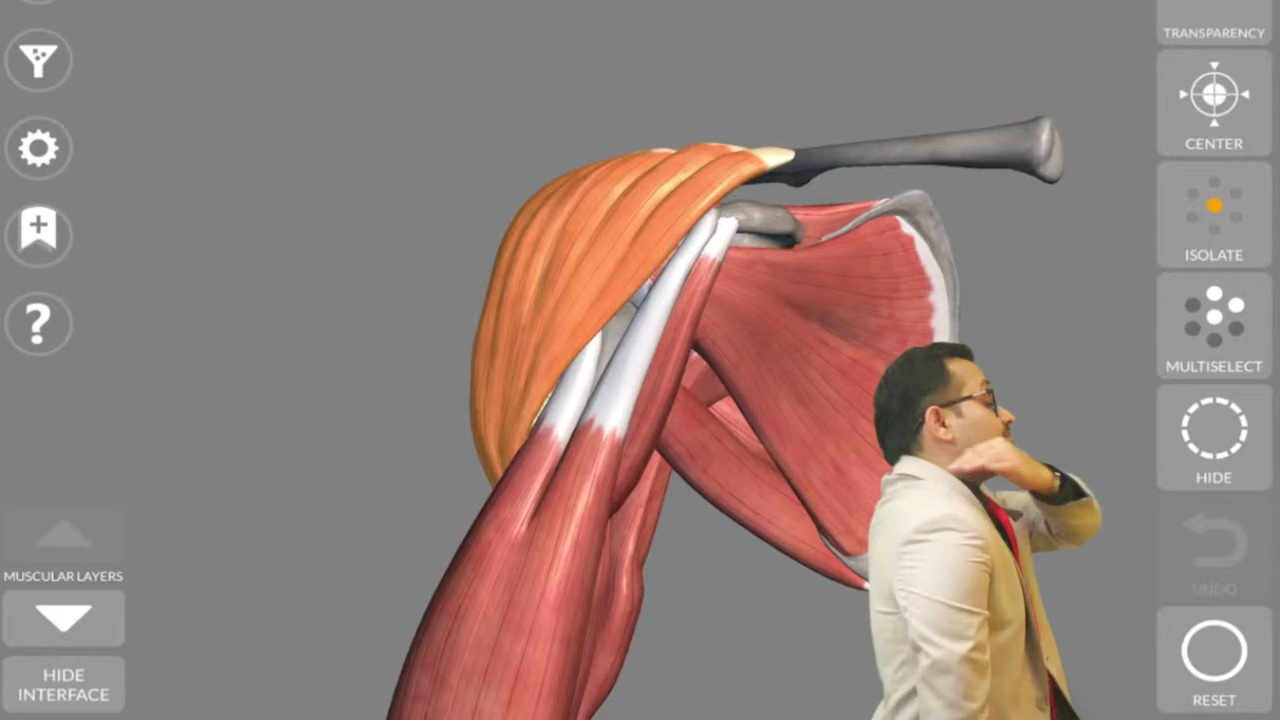 TRANSPARENCY
CENTER
ISOLATE
MULTISELECT
HIDE
UNDO
RESET
?
MUSCULAR LAYERS
HIDE
INTERFACE